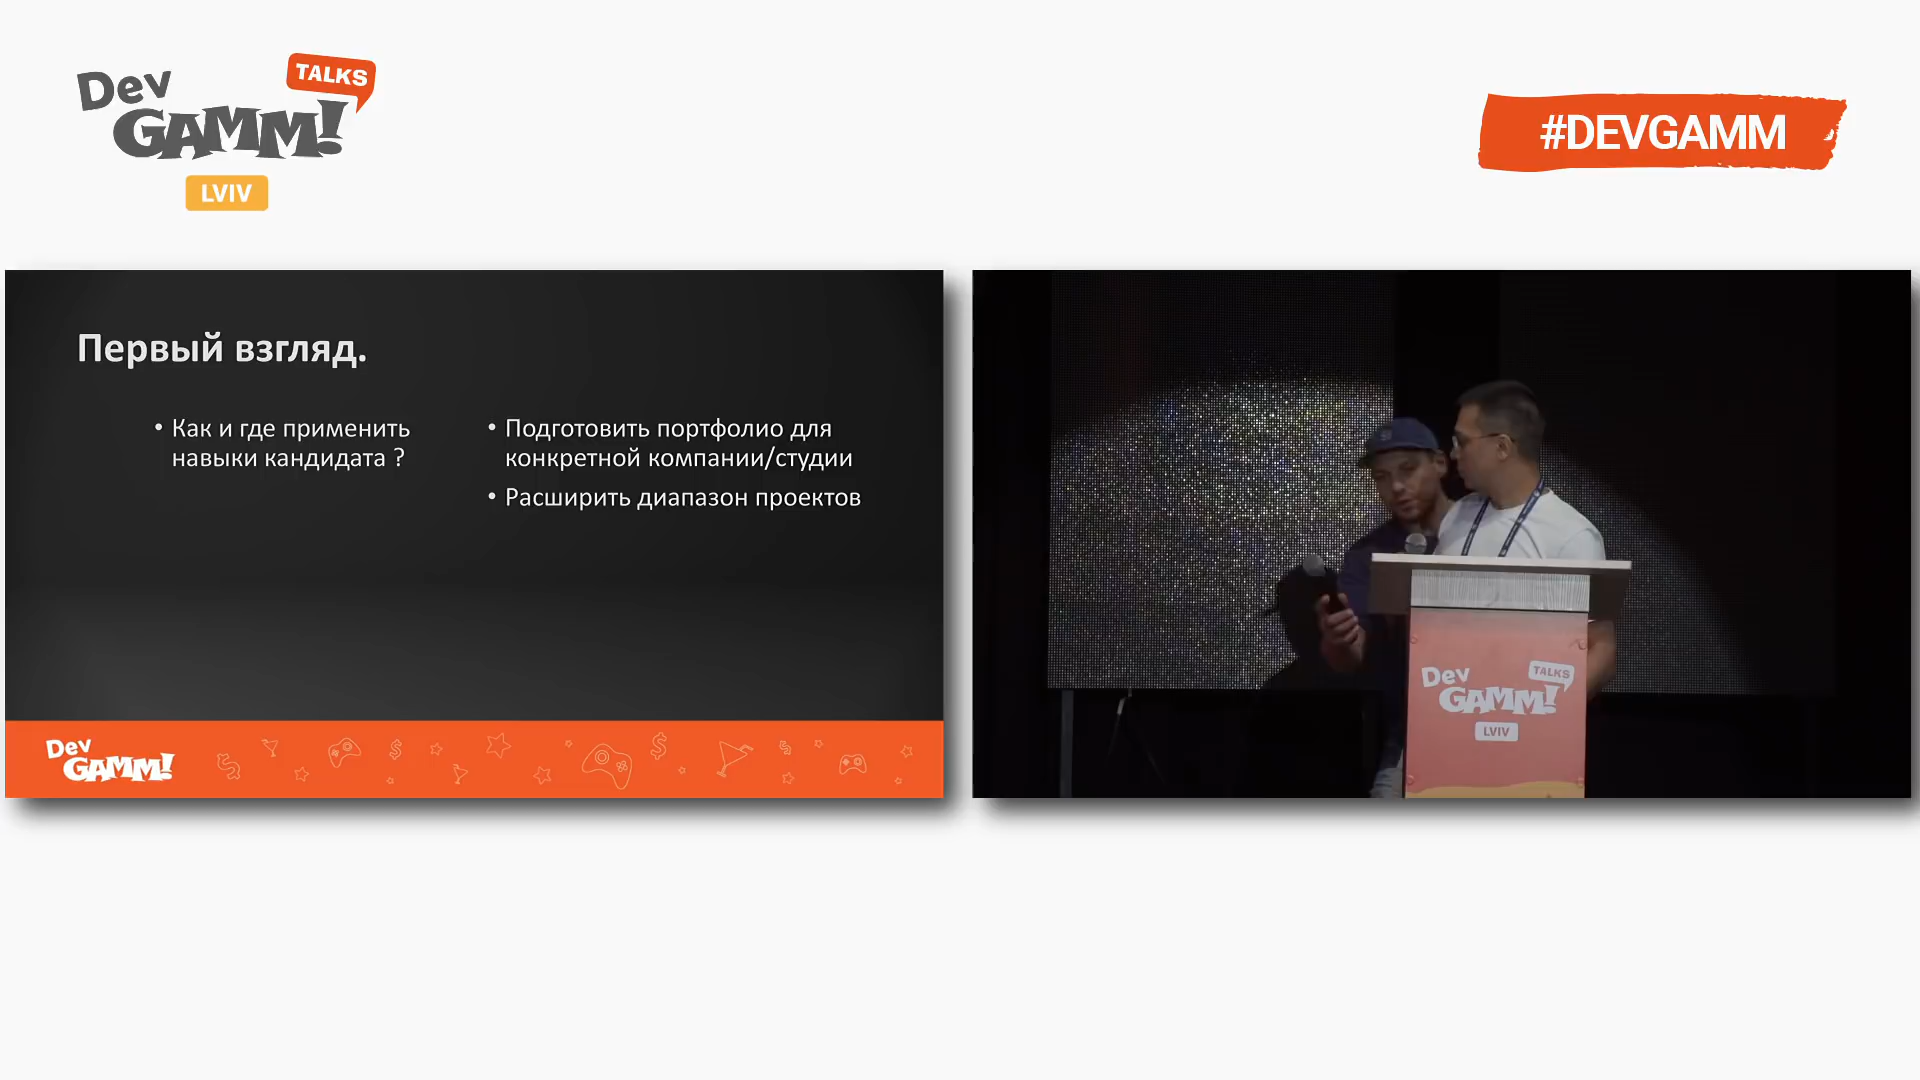 Dev
GAMM!
TALKS
LVIV
#DEVGAMM
Первый взгляд.
• Как и где применить
навыки кандидата ?
• Подготовить портфолио для
конкретной компании/студии
• Расширить диапазон проектов
Dev
GAMM!
Dev
GAMM!
TALKS
LVIV